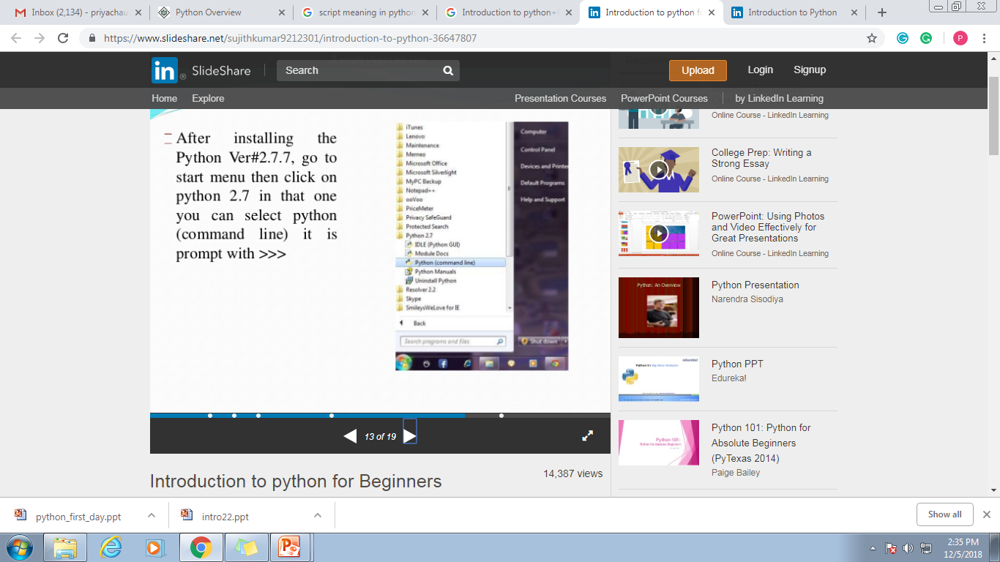 Inbox (2,134) - priyachau
Python Overview
script meaning in python
Introduction to python+
Introduction to python f
Introduction to Python
https://www.slideshare.net/sujithkumar9212301/introduction-to-python-36647807
P
in SlideShare
Search
Upload
Login
Signup
Home
Explore
Presentation Courses
PowerPoint Courses
by LinkedIn Learning
After installing the
Python Ver#2.7.7, go to
start menu then click on
python 2.7 in that one
you can select python
(command line) it is
prompt with >>>
iTunes
Lenovo
Maintenance
Memeo
Microsoft Office
Microsoft Silverlight
MyPC Backup
Notepad++
ooVoo
PriceMeter
Privacy SafeGuard
Protected Search
Python 2.7
IDLE (Python GUI)
Module Docs
Python (command line)
Python Manuals
Uninstall Python
Resolver 2.2
Skype
SmileysWeLove for IE
Back
Search programs and files
Computer
Control Panel
Devices and Printe
Default Programs
Help and Support
Shut down
13 of 19
Introduction to python for Beginners
14,387 views
Online Course - LinkedIn Learning
College Prep: Writing a
Strong Essay
Online Course - LinkedIn Learning
PowerPoint: Using Photos
and Video Effectively for
Great Presentations
Online Course - LinkedIn Learning
Python: An Overview
Python Presentation
Narendra Sisodiya
edureka!
Python for Big Data Analytics
Python PPT
Edureka!
Python 101:
Python for Absolute Beginners
Python 101: Python for
Absolute Beginners
(PyTexas 2014)
Paige Bailey
python_first_day.ppt
intro22.ppt
Show all
2:35 PM
12/5/2018